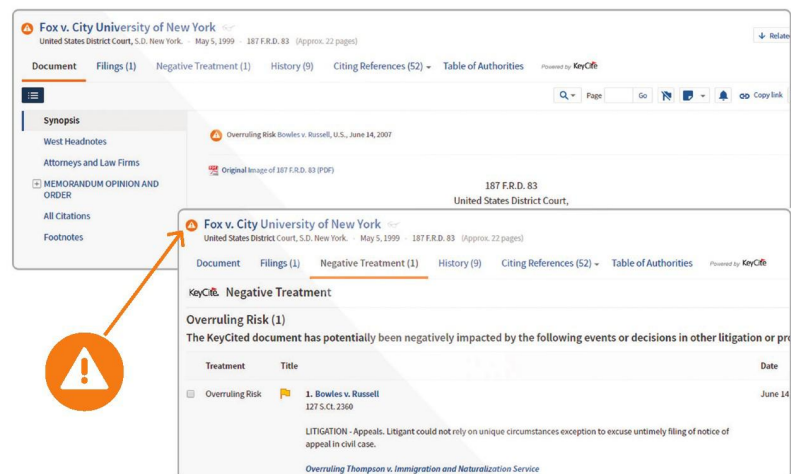 Fox v. City University of New York
United States District Court, S.D. New York. · May 5, 1999 · 187 F.R.D. 83 (Approx. 22 pages)
Relate
Document Filings (1) Negative Treatment (1) History (9) Citing References (52) Table of Authorities Powered by KeyCite
Page Go Copy link
Synopsis
West Headnotes
Attorneys and Law Firms
MEMORANDUM OPINION AND
ORDER
All Citations
Footnotes
Overruling Risk Bowles v. Russell, U.S., June 14, 2007
Original Image of 187 F.R.D. 83 (PDF)
187 F.R.D. 83
United States District Court,
Fox v. City University of New York
United States District Court, S.D. New York. · May 5, 1999 · 187 F.R.D. 83 (Approx. 22 pages)
Document Filings (1) Negative Treatment (1) History (9) Citing References (52) Table of Authorities Powered by KeyCite
KeyCite. Negative Treatment
Overruling Risk (1)
The KeyCited document has potentially been negatively impacted by the following events or decisions in other litigation or pro
Treatment Title Date
Overruling Risk 1. Bowles v. Russell June 14
127 S.Ct. 2360
LITIGATION - Appeals. Litigant could not rely on unique circumstances exception to excuse untimely filing of notice of
appeal in civil case.
Overruling Thompson v. Immigration and Naturalization Service